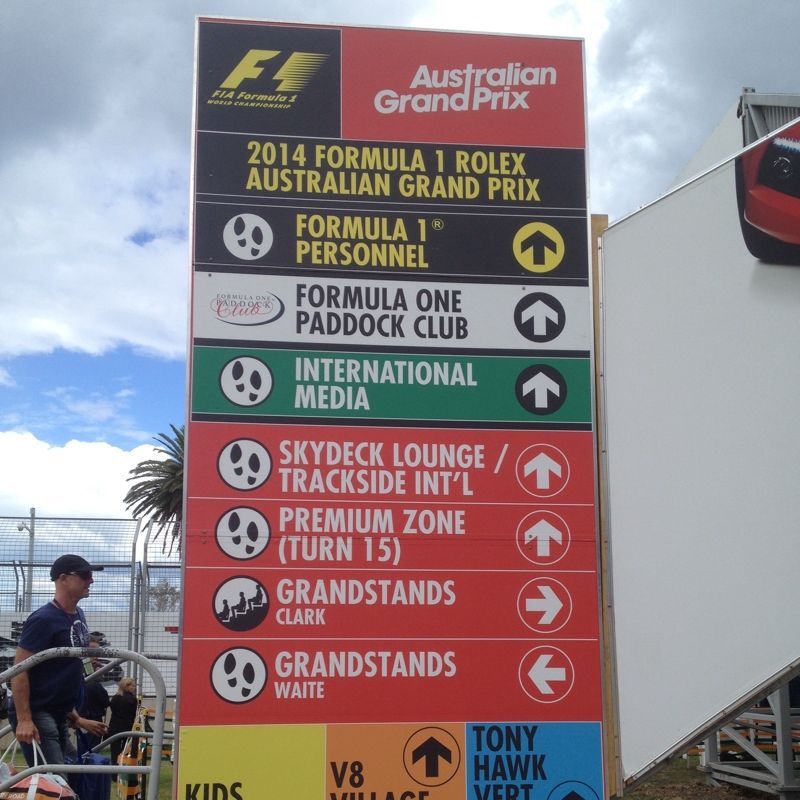 F1
FIA Formula 1
WORLD CHAMPIONSHIP
Australian
Grand Prix
2014 FORMULA 1 ROLEX
AUSTRALIAN GRAND PRIX
FORMULA 1®
PERSONNEL
FORMULA ONE
PADDOCK
Club
FORMULA ONE
PADDOCK CLUB
INTERNATIONAL
MEDIA
SKYDECK LOUNGE /
TRACKSIDE INT'L
PREMIUM ZONE
(TURN 15)
GRANDSTANDS
CLARK
GRANDSTANDS
WAITE
KIDS
V8
VILLAGE
TONY
HAWK
VERT